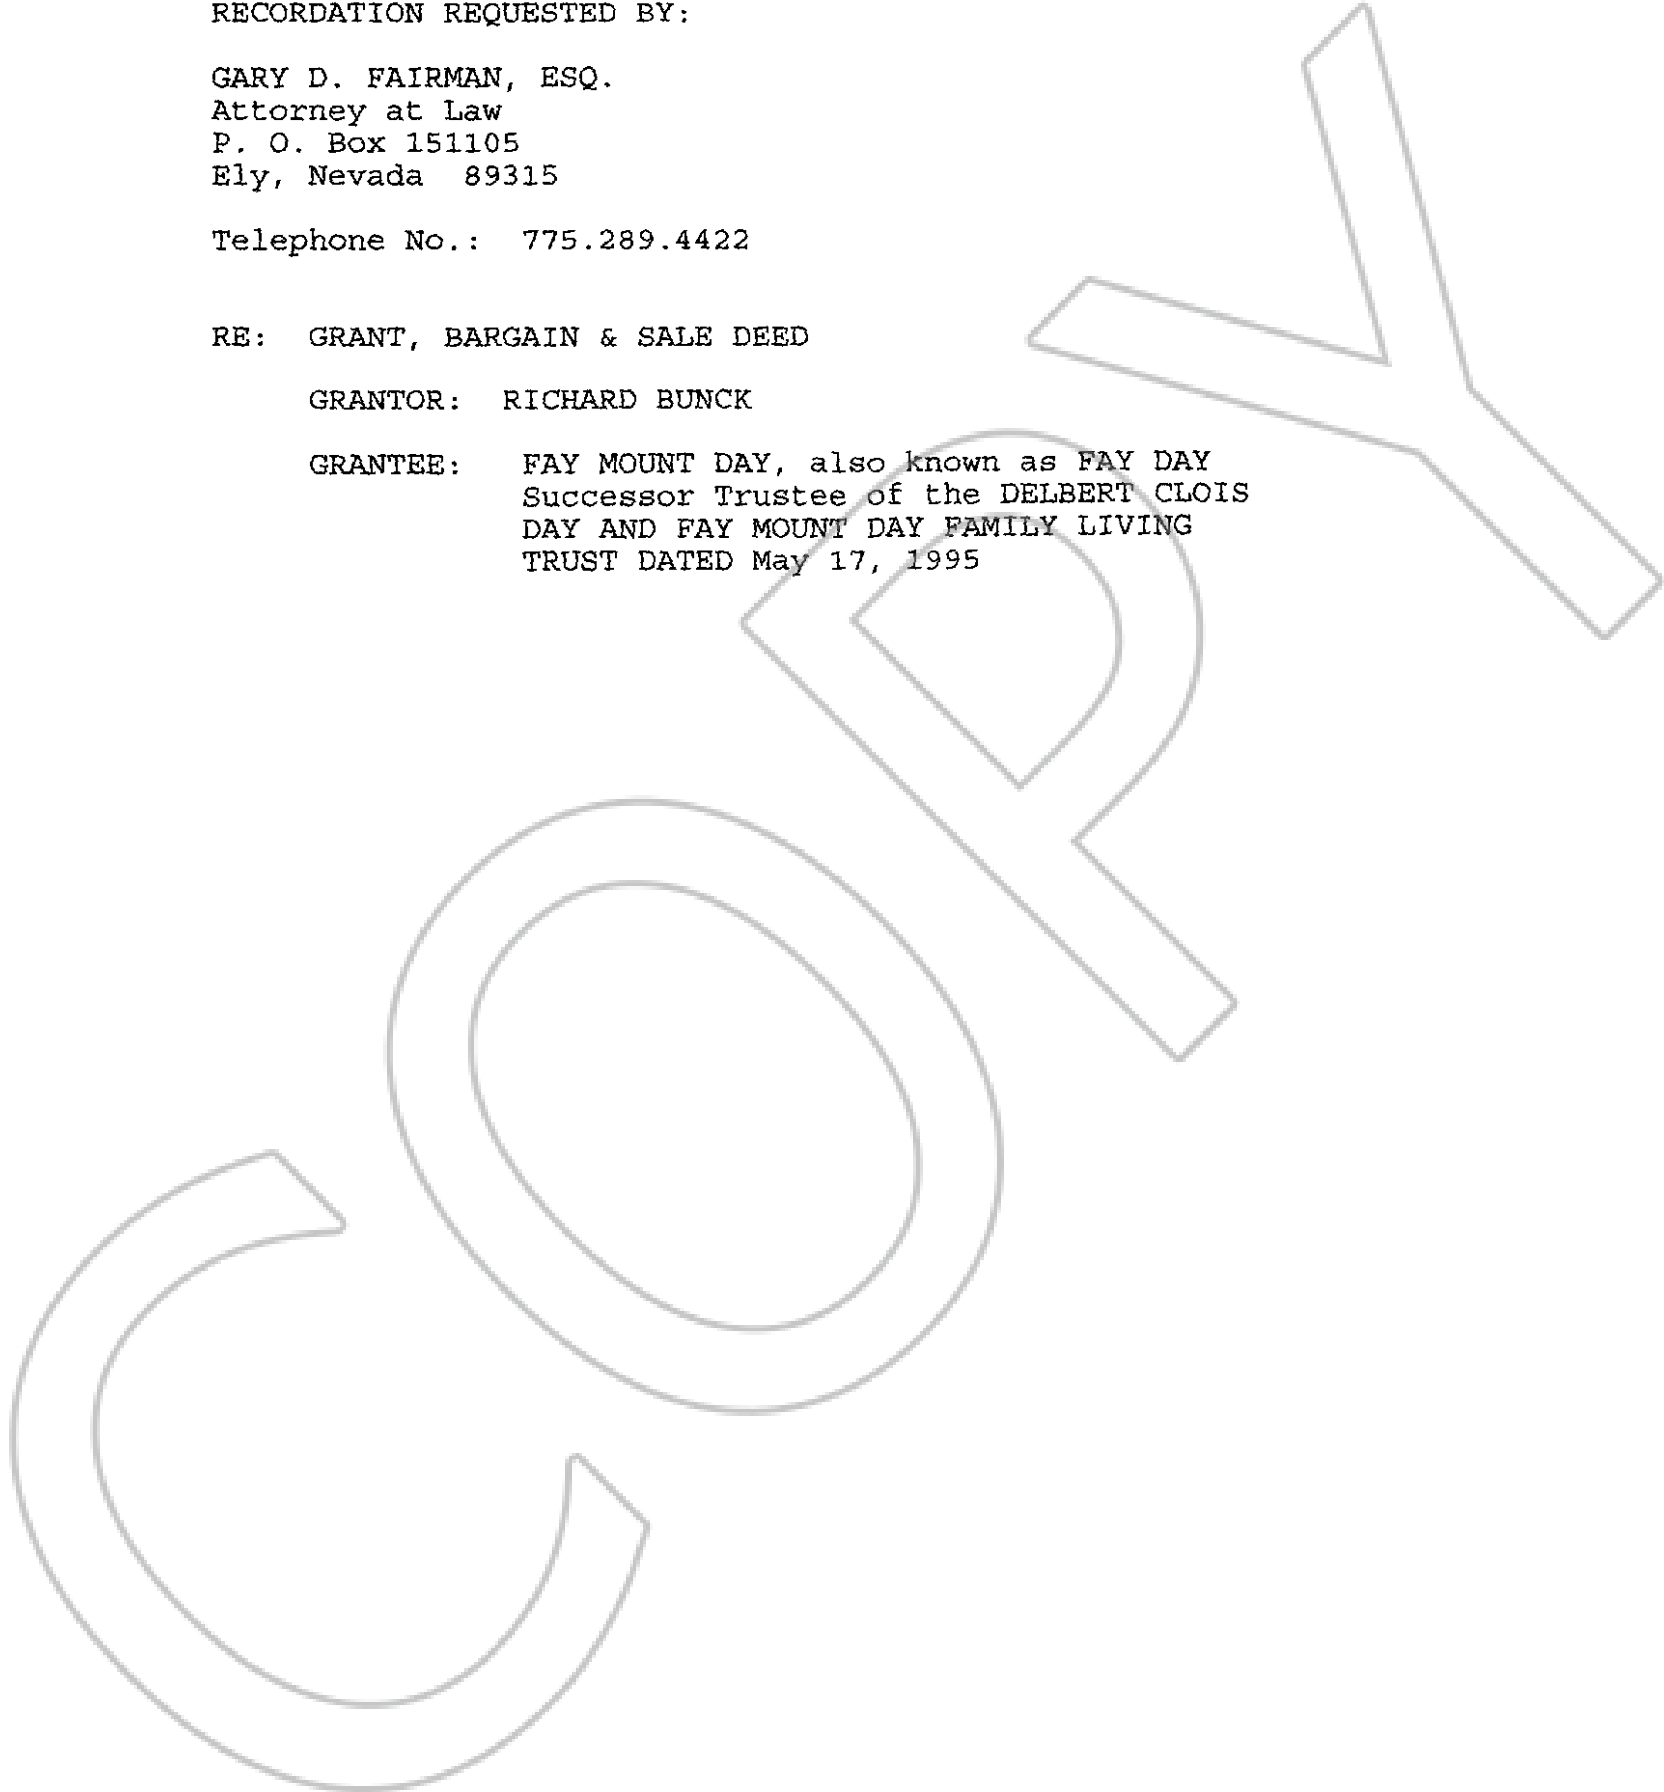 RECORDATION REQUESTED BY:
GARY D. FAIRMAN, ESQ.
Attorney at Law
P. O. Box 151105
Ely, Nevada 89315
Telephone No.: 775.289.4422
RE: GRANT, BARGAIN & SALE DEED
GRANTOR: RICHARD BUNCK
GRANTEE: FAY MOUNT DAY, also known as FAY DAY
Successor Trustee of the DELBERT CLOIS
DAY AND FAY MOUNT DAY FAMILY LIVING
TRUST DATED May 17, 1995
COPY